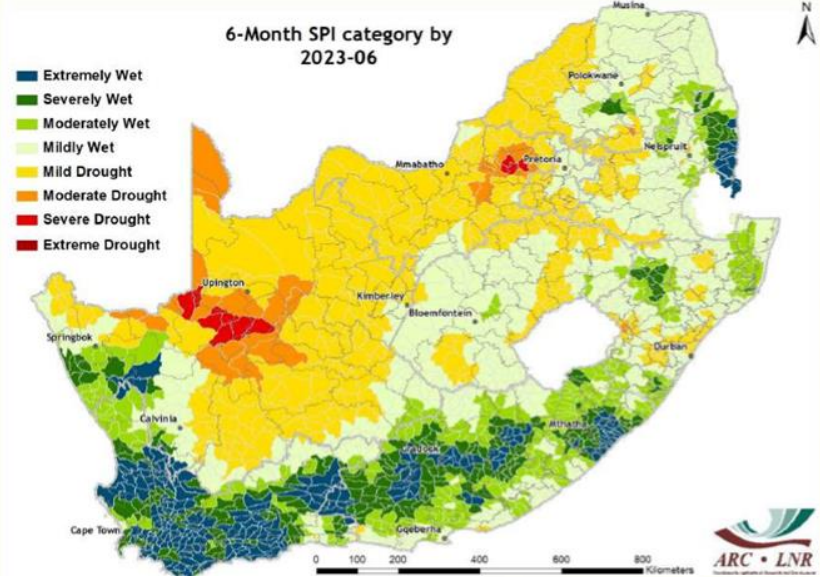 6-Month SPI category by
2023-06
N
Extremely Wet
Severely Wet
Moderately Wet
Mildly Wet
Mild Drought
Moderate Drought
Severe Drought
Extreme Drought
Musina
Polokwane
Mmabatho
Pretoria
Nelspruit
Upington
Kimberley
Bloemfontein
Springbok
Durban
Calvinia
Mthatha
Cape Town
Gqeberha
0 100 200 400 600 800
Kilometers
ARC • LNR